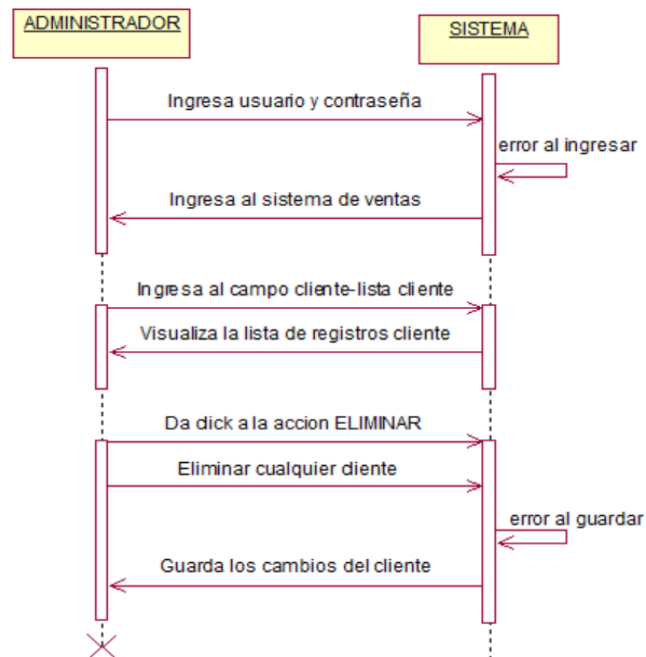 ADMINISTRADOR
SISTEMA
Ingresa usuario y contraseña
error al ingresar
Ingresa al sistema de ventas
Ingresa al campo cliente-lista cliente
Visualiza la lista de registros cliente
Da click a la accion ELIMINAR
Eliminar cualquier cliente
error al guardar
Guarda los cambios del cliente